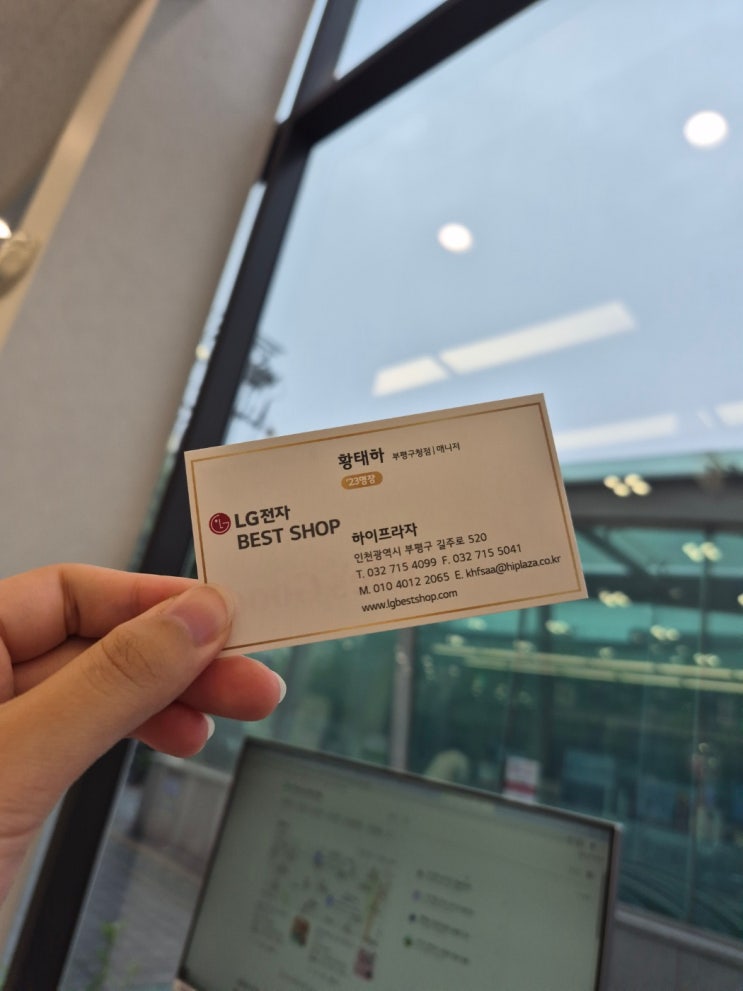 황태하 부평구청점 | 매니저
'23명장
LG전자
BEST SHOP
하이프라자
인천광역시 부평구 길주로 520
T. 032 715 4099 F. 032 715 5041
M. 010 4012 2065 E. khfsaa@hiplaza.co.kr
www.lgbestshop.com